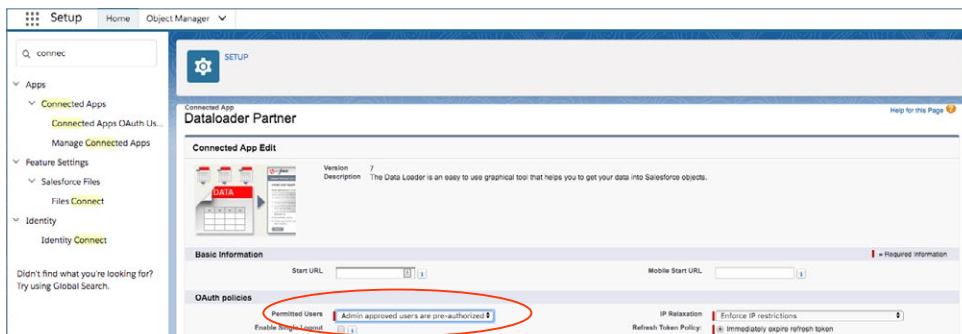 Setup Home Object Manager
connec
SETUP
Apps
Connected Apps
Connected Apps OAuth Us...
Manage Connected Apps
Feature Settings
Salesforce Files
Files Connect
Identity
Identity Connect
Didn't find what you're looking for?
Try using Global Search.
Connected App
Dataloader Partner
Help for this Page
Connected App Edit
Version 7
Description The Data Loader is an easy to use graphical tool that helps you to get your data into Salesforce objects.
DATA
Basic Information
= Required Information
Start URL
Mobile Start URL
OAuth policies
Permitted Users Admin approved users are pre-authorized
IP Relaxation Enforce IP restrictions
Enable Single Logout
Refresh Token Policy: Immediately expire refresh token